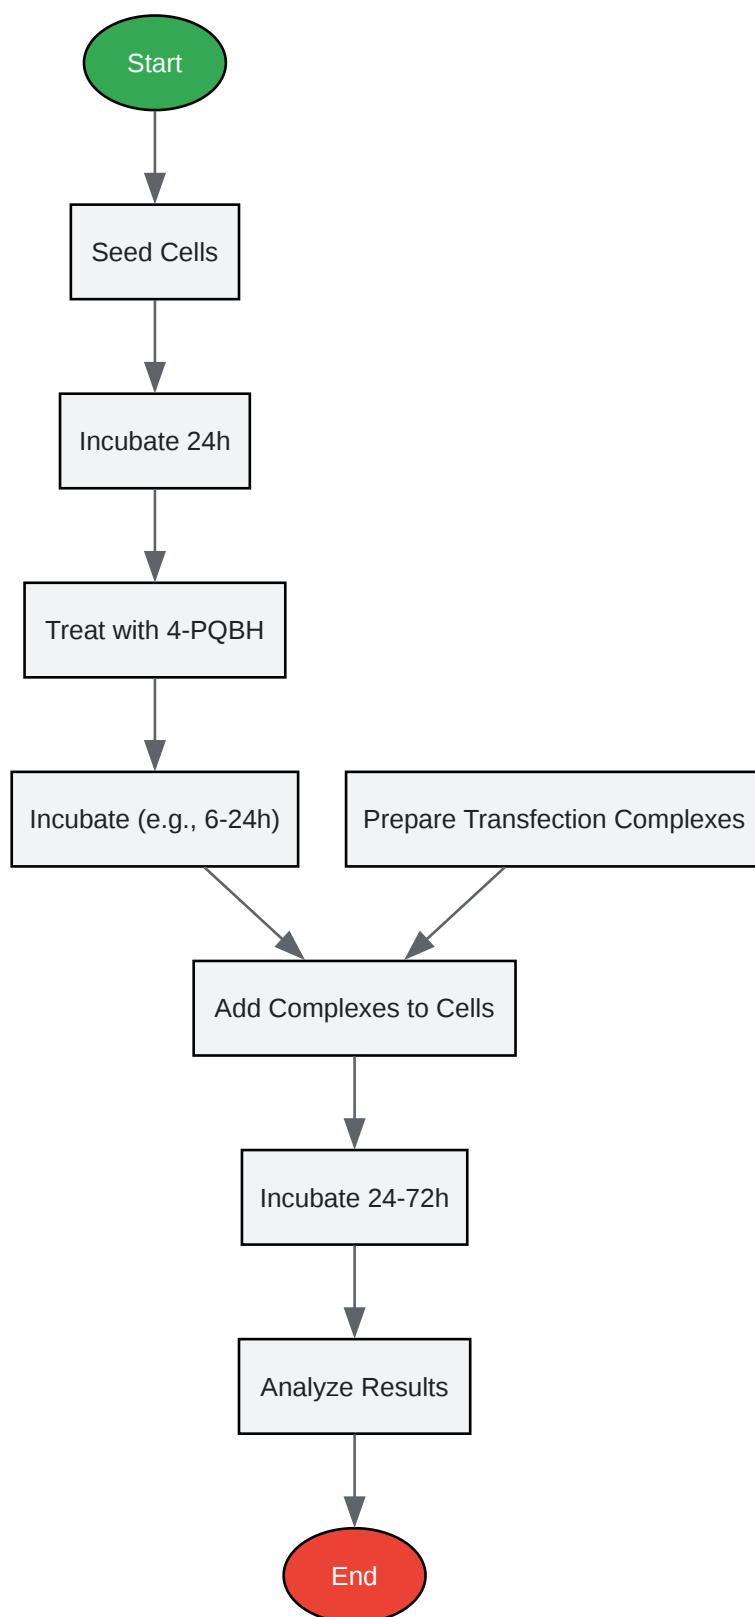 Start
Seed Cells
Incubate 24h
Treat with 4-PQBH
Incubate (e.g., 6-24h)
Prepare Transfection Complexes
Add Complexes to Cells
Incubate 24-72h
Analyze Results
End